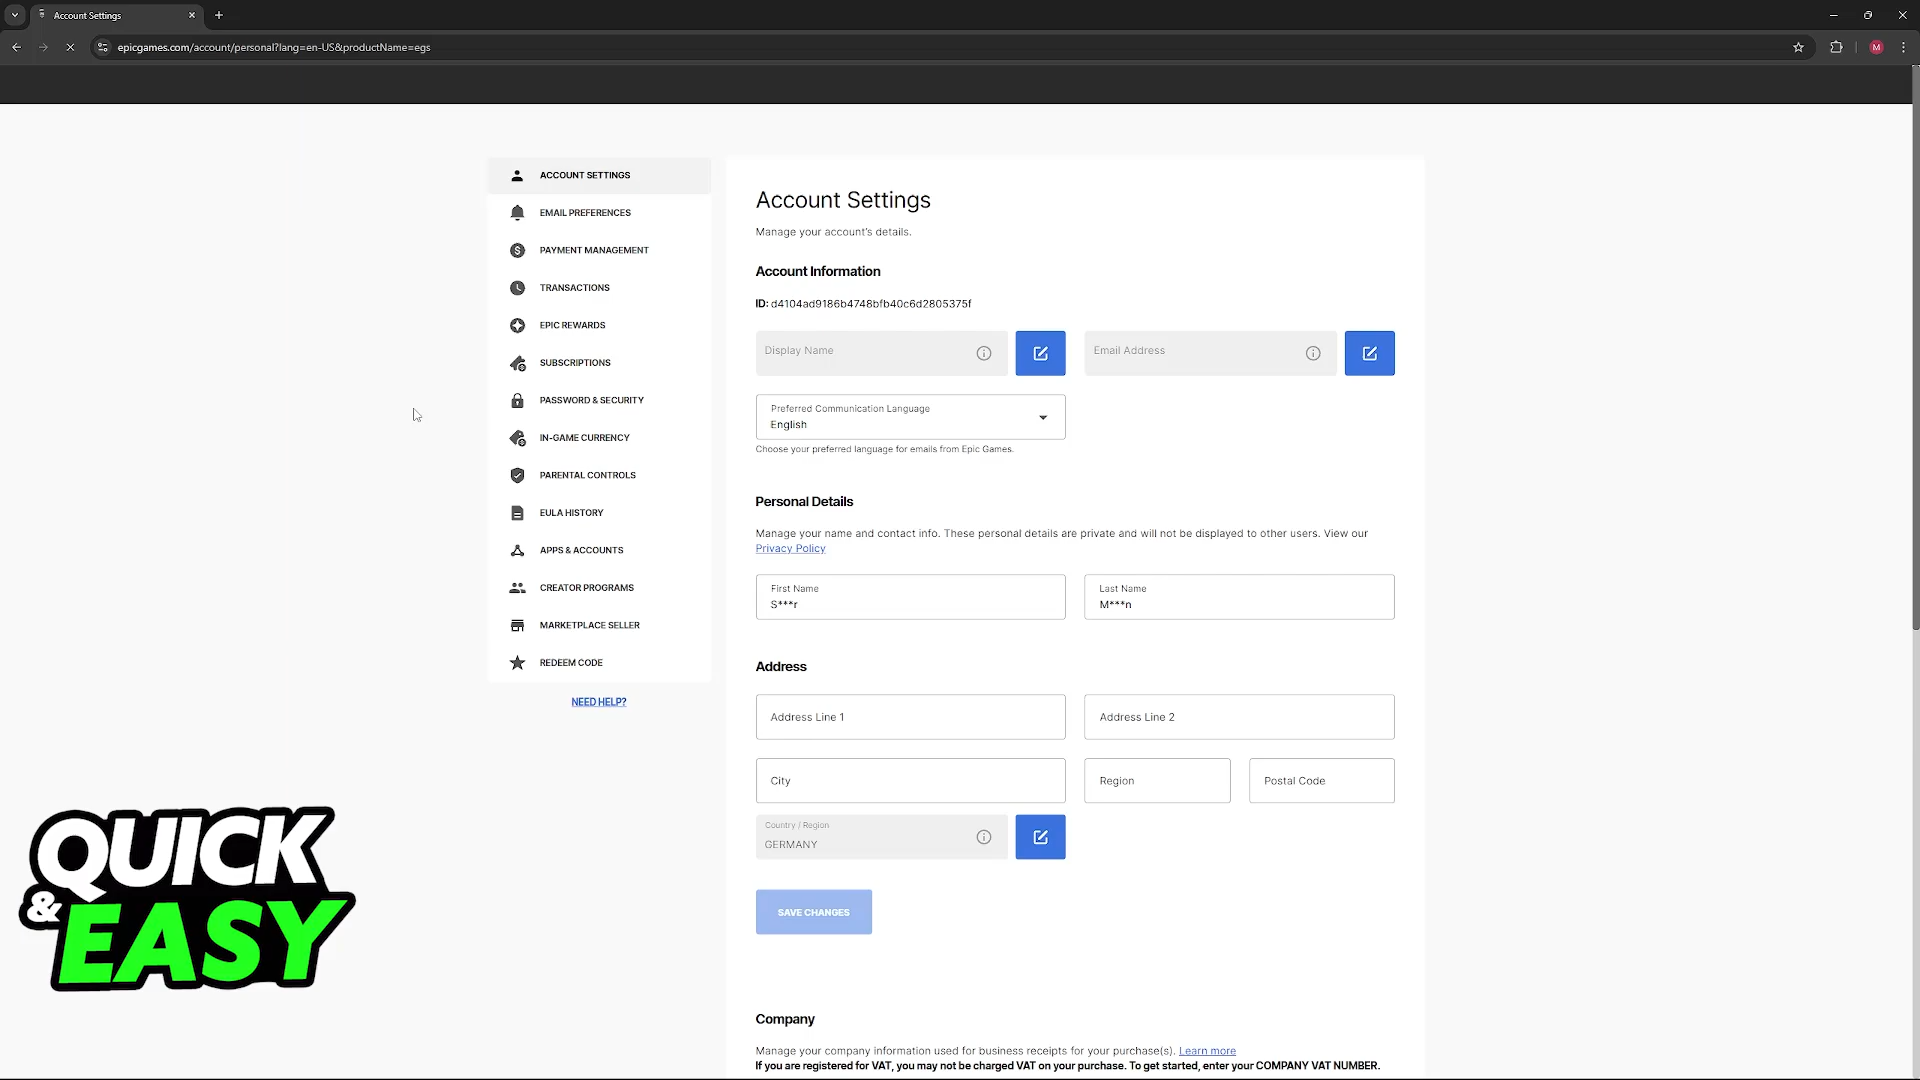 Account Settings
epicgames.com/account/personal?lang=en-US&productName=egs
M
ACCOUNT SETTINGS
EMAIL PREFERENCES
PAYMENT MANAGEMENT
TRANSACTIONS
EPIC REWARDS
SUBSCRIPTIONS
PASSWORD & SECURITY
IN-GAME CURRENCY
PARENTAL CONTROLS
EULA HISTORY
APPS & ACCOUNTS
CREATOR PROGRAMS
MARKETPLACE SELLER
REDEEM CODE
NEED HELP?
Account Settings
Manage your account's details.
Account Information
ID: d4104ad9186b4748bfb40c6d2805375f
Display Name
Email Address
Preferred Communication Language
English
Choose your preferred language for emails from Epic Games.
Personal Details
Manage your name and contact info. These personal details are private and will not be displayed to other users. View our
Privacy Policy
First Name
S***r
Last Name
M***n
Address
Address Line 1
Address Line 2
City
Region
Postal Code
Country / Region
GERMANY
SAVE CHANGES
Company
Manage your company information used for business receipts for your purchase(s). Learn more
If you are registered for VAT, you may not be charged VAT on your purchase. To get started, enter your COMPANY VAT NUMBER.
QUICK
& EASY